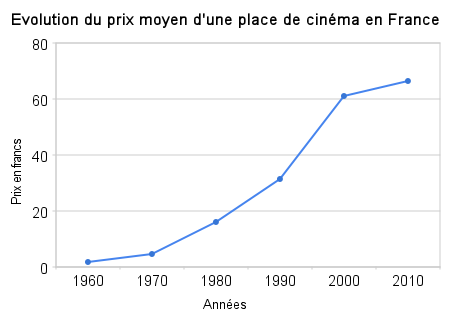 Evolution du prix moyen d'une place de cinéma en France
80
60
40
20
0
Prix en francs
1960 1970 1980 1990 2000 2010
Années